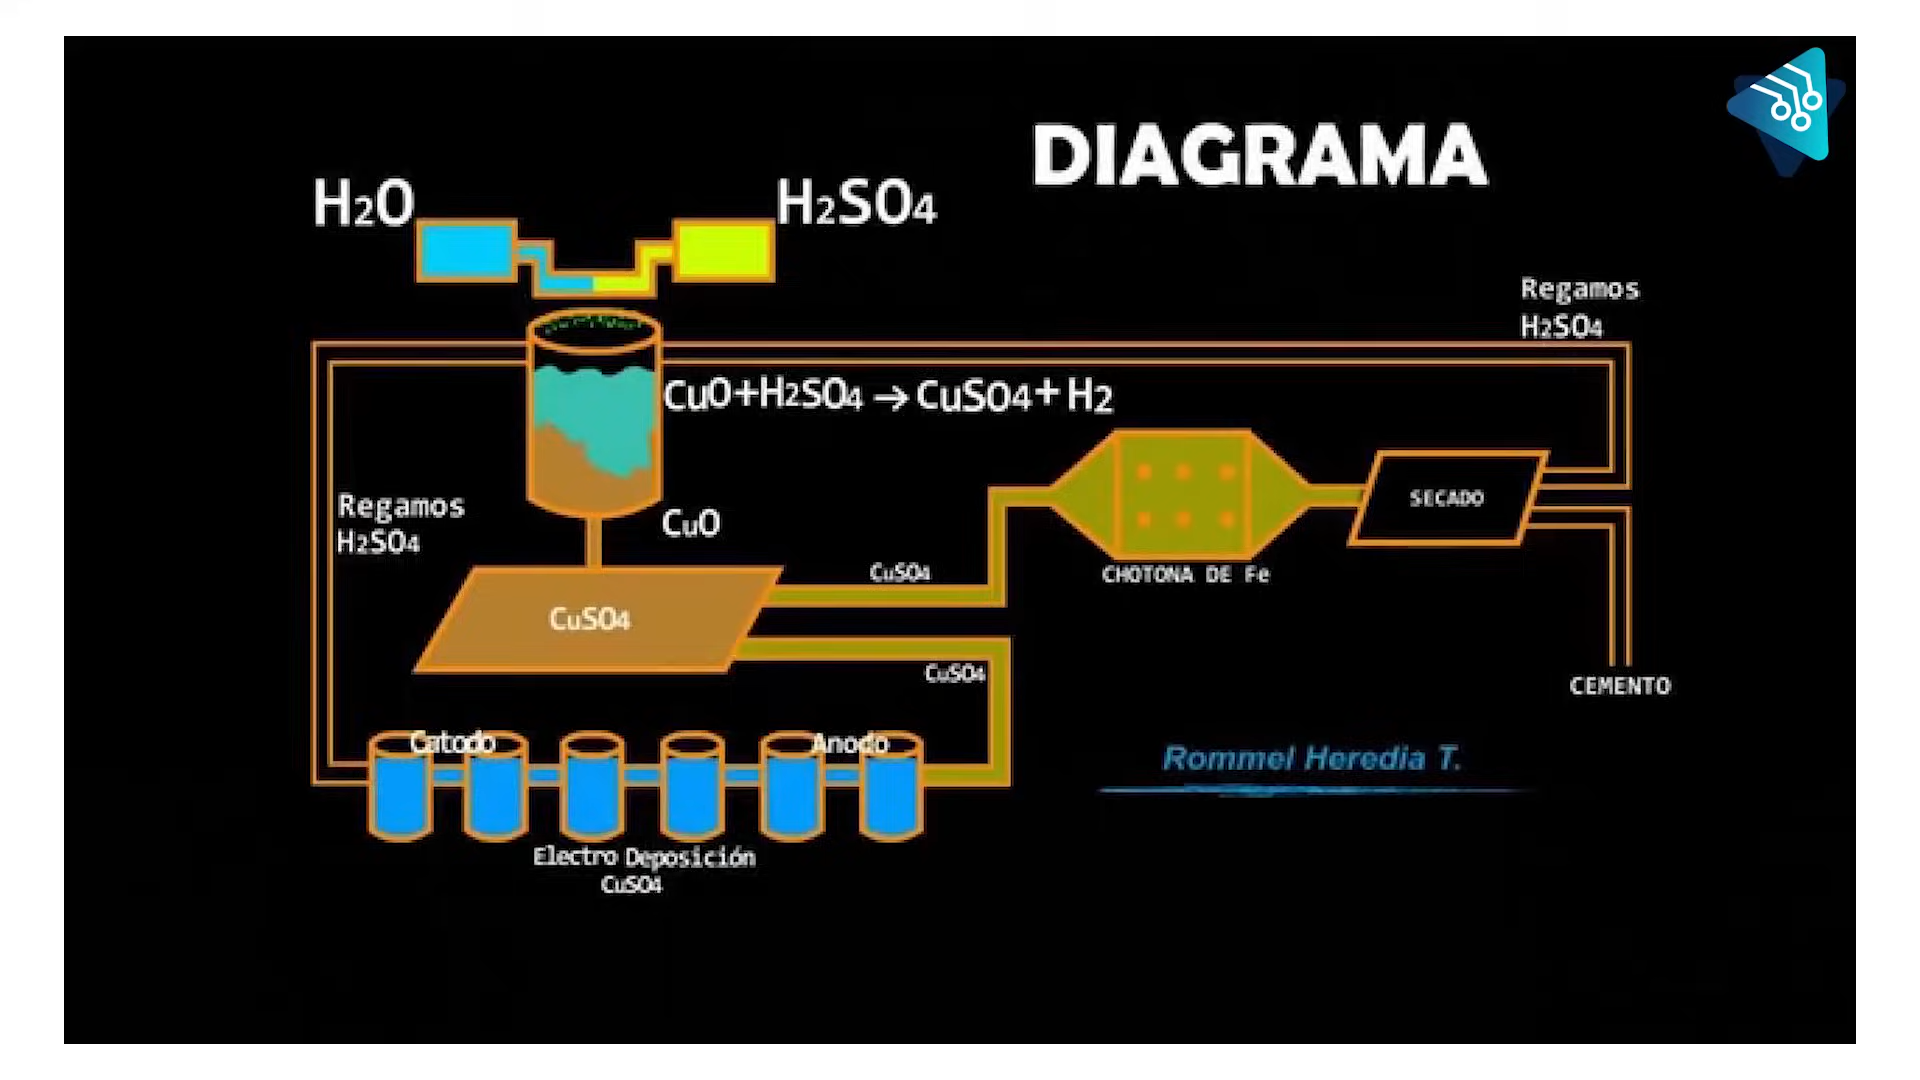 DIAGRAMA
H2O
H2SO4
Regamos
H2SO4
CuO+H2SO4 → CuSO4+ H2
SECADO
Regamos
H2SO4
CuO
CuSO4
CHOTONA DE Fe
CuSO4
CuSO4
CEMENTO
Catodo
Anodo
Rommel Heredia T.
Electro Deposición
CuSO4